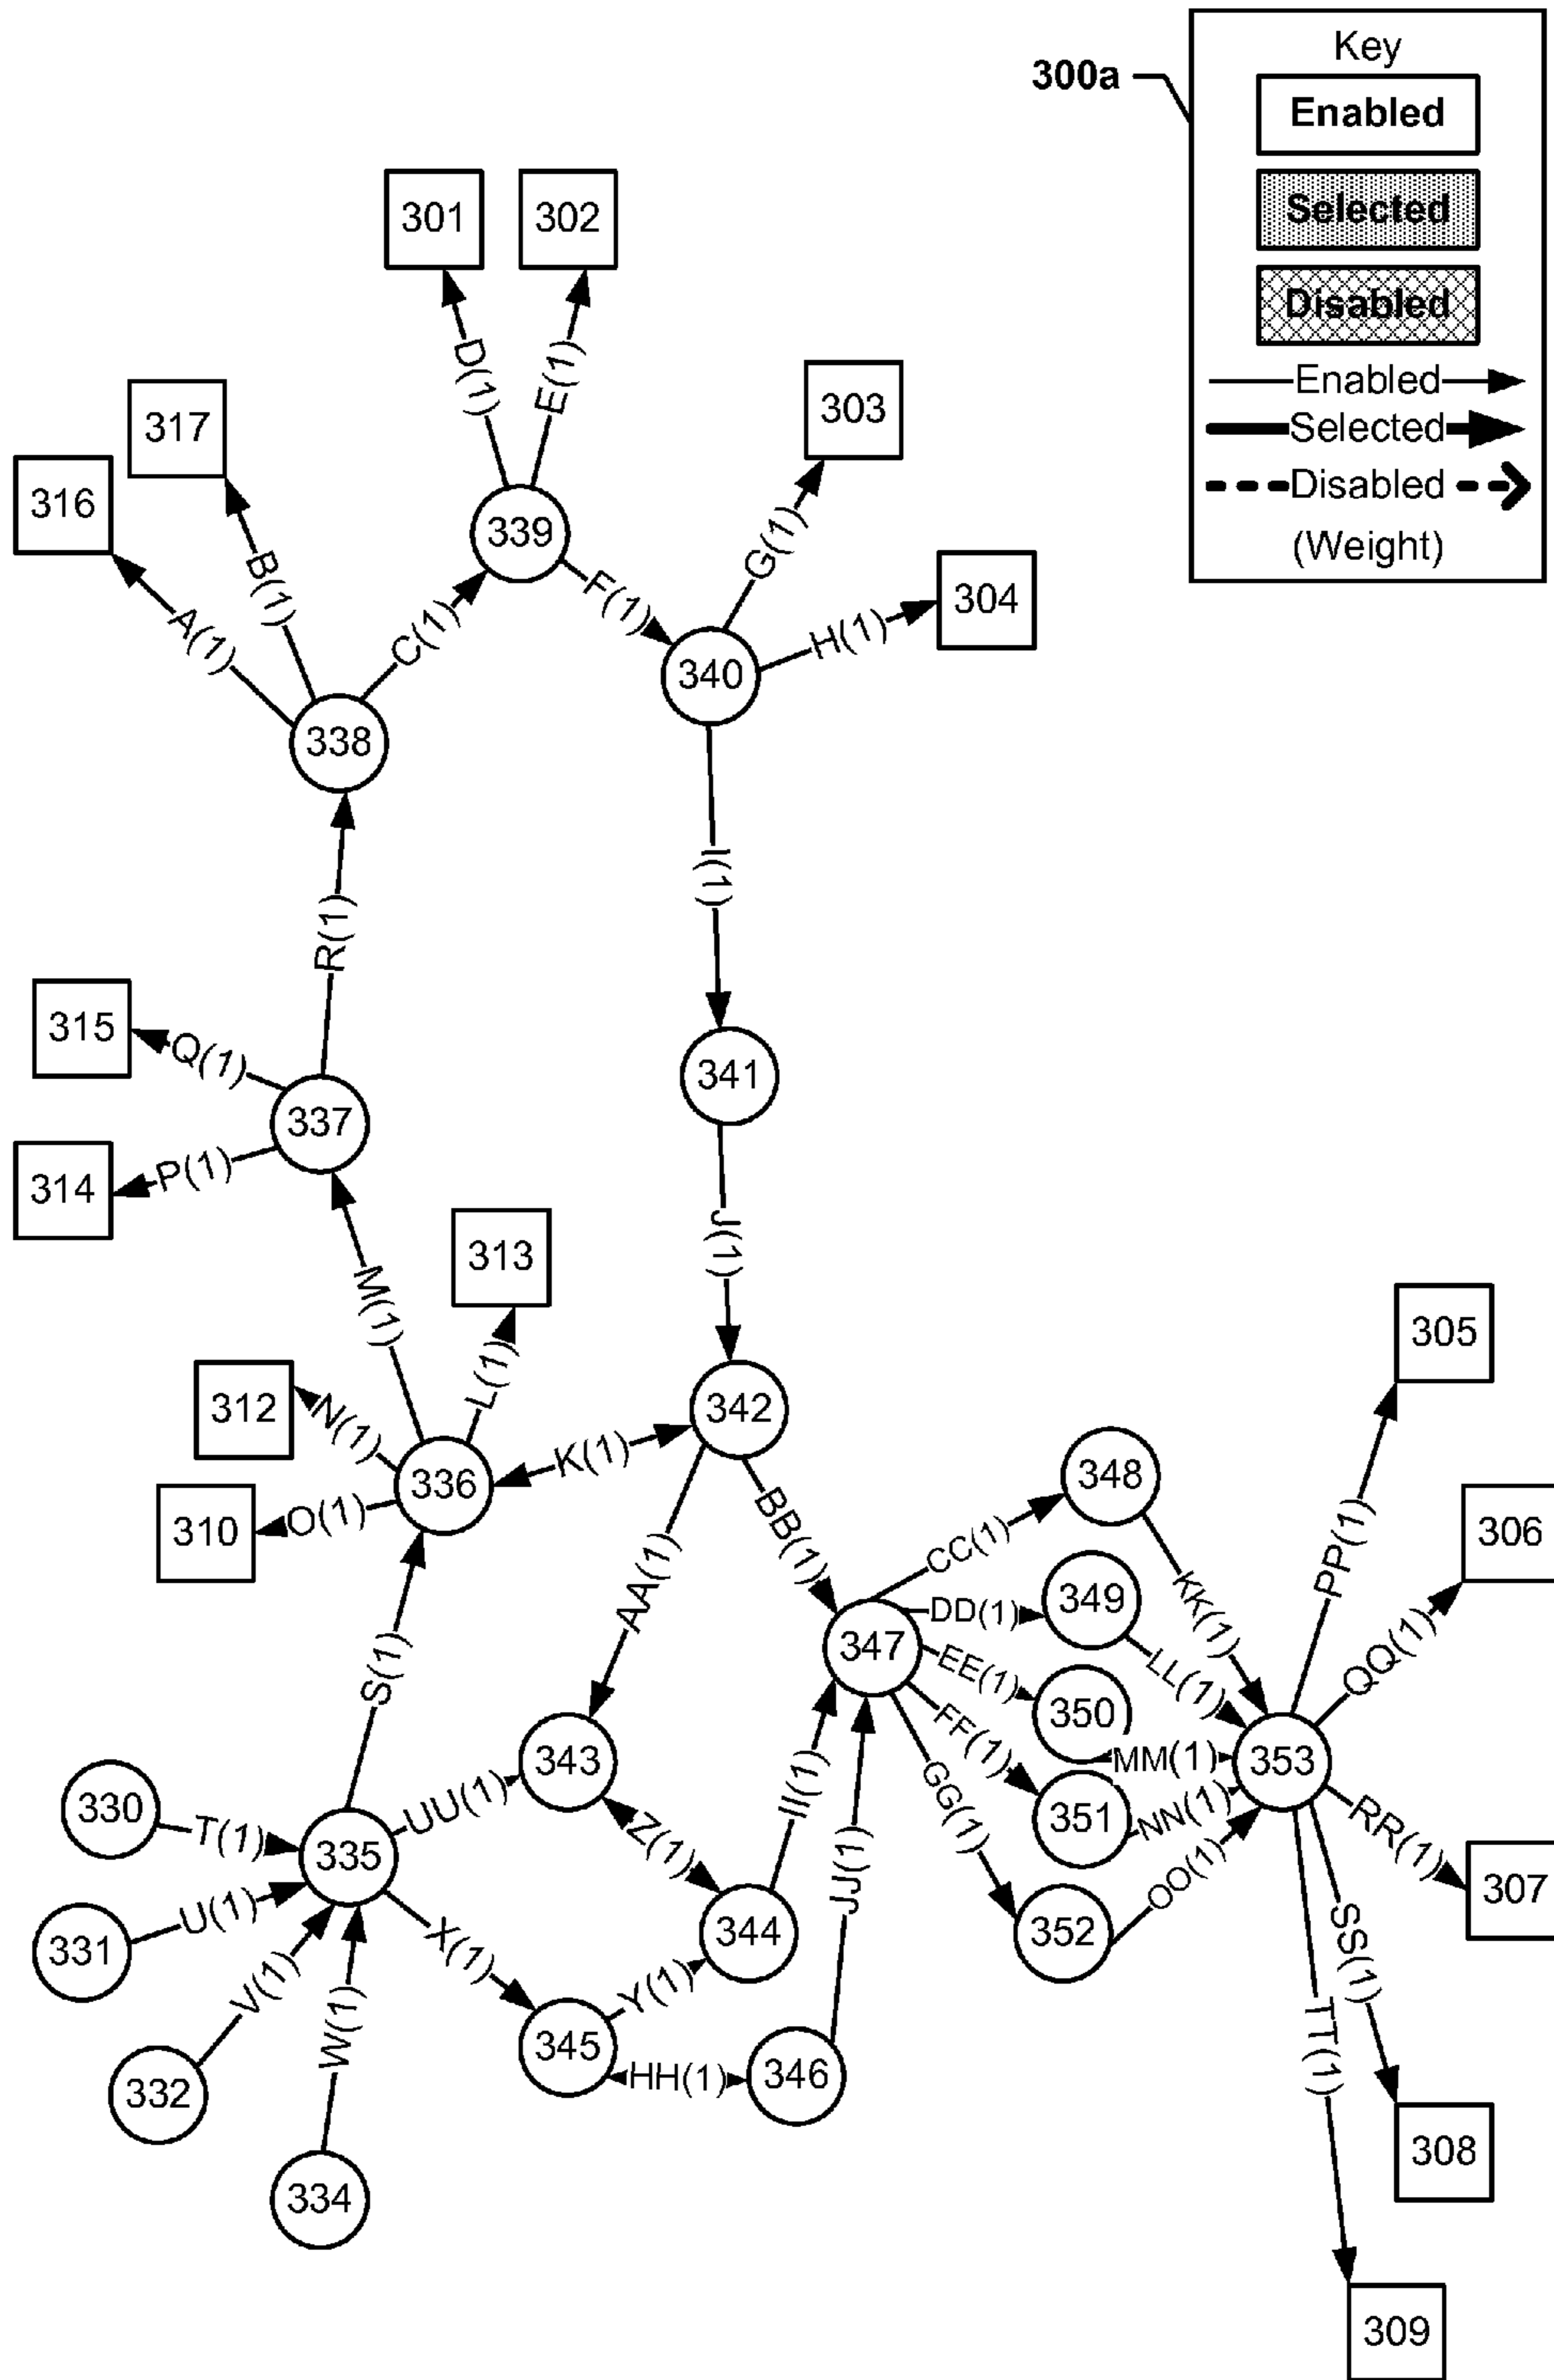 Key
300a
Enabled
Selected
Disabled
Enabled
Selected
Disabled
(Weight)
301
302
D(1)
E(1)
303
317
316
339
G(1)
B(1)
F(1)
304
A(1)
C(1)
H(1)
340
338
I(1)
R(1)
315
Q(1)
341
337
P(1)
314
J(1)
313
M(1)
305
L(1)
312
N(1)
342
K(1)
348
336
310
O(1)
BB(1)
CC(1)
PP(1)
306
AA(1)
KK(1)
349
DD(1)
347
EE(1)
LL(1)
QQ(1)
S(1)
350
FF(1)
343
MM(1)
353
II(1)
GG(1)
330
UU(1)
351
NN(1)
T(1)
Z(1)
RR(1)
335
JJ(1)
OO(1)
307
U(1)
331
X(1)
344
352
SS(1)
V(1)
Y(1)
W(1)
345
TT(1)
HH(1)
346
332
308
334
309